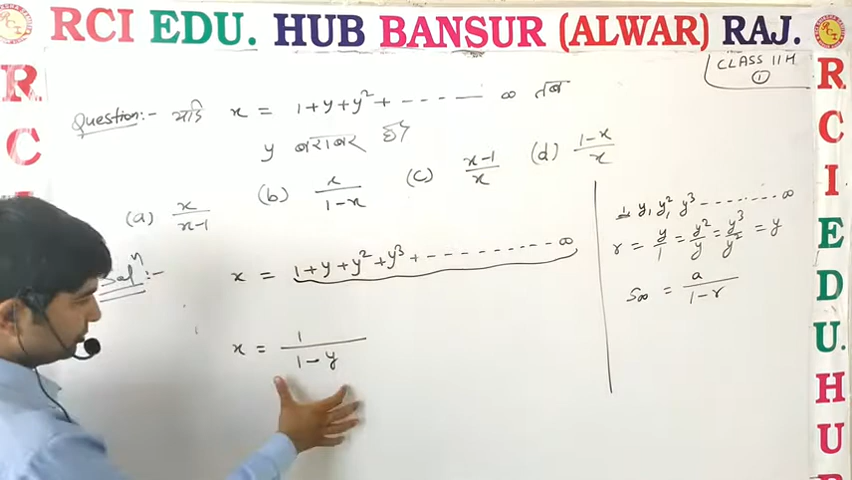 RCI EDU. HUB BANSUR (ALWAR) RAJ.
CLASS 11th
①
Question:- यदि x = 1+y+y²+ ------ ∞ तब
y बराबर है?
(a) x/x-1 (b) x/1-x (c) x-1/x (d) 1-x/x
Solⁿ:-
x = 1+y+y²+y³+---------- ∞
x = 1/1-y
1, y, y², y³ -------- ∞
r = y/1 = y²/y = y³/y² = y
S∞ = a/1-r
R
C
I
R
C
I
E
D
U.
H
U